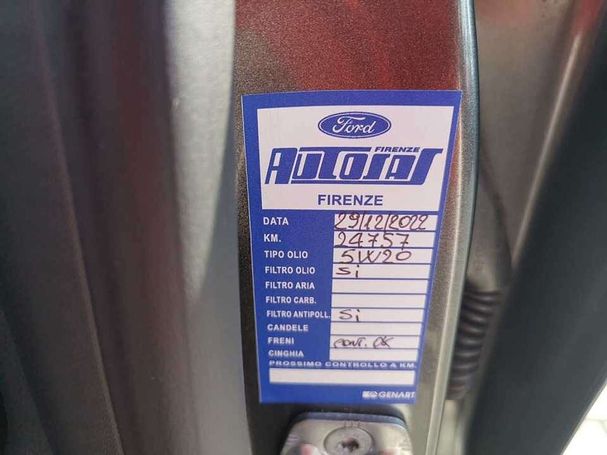 Ford
FIRENZE
AUTOSAS
FIRENZE
DATA 29/12/2022
KM. 24757
TIPO OLIO 5W20
FILTRO OLIO Si
FILTRO ARIA
FILTRO CARB.
FILTRO ANTIPOLL. Si
CANDELE
FRENI cont. OK
CINGHIA
PROSSIMO CONTROLLO A KM.
GENART